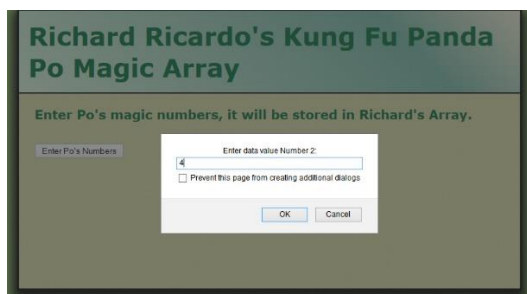 Richard Ricardo's Kung Fu Panda
Po Magic Array
Enter Po's magic numbers, it will be stored in Richard's Array.
Enter Po's Numbers
Enter data value Number 2:
4
Prevent this page from creating additional dialogs
OK Cancel